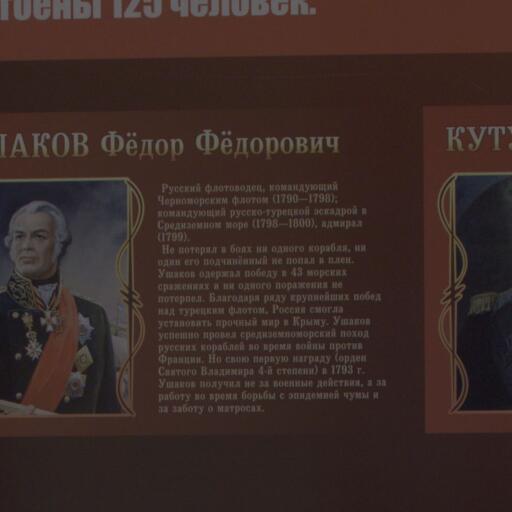 125 человек.
Фёдор Фёдорович
Русский флотоводец, командующий
Черноморским флотом (1790—1798);
командующий русско-турецкой эскадрой в
Средиземном море (1798—1800), адмирал
(1799).
Не потерял в боях ни одного корабля, ни
один его подчинённый не попал в плен.
Ушаков одержал победу в 43 морских
сражениях и ни одного поражения не
потерпел. Благодаря ряду крупнейших побед
над турецким флотом, Россия смогла
установить прочный мир в Крыму. Ушаков
успешно провел средиземноморский поход
русских кораблей во время войны против
Франции. Но свою первую награду (орден
Святого Владимира 4-й степени) в 1793 г.
Ушаков получил не за военные действия, а за
работу во время борьбы с эпидемией чумы и
за заботу о матросах.